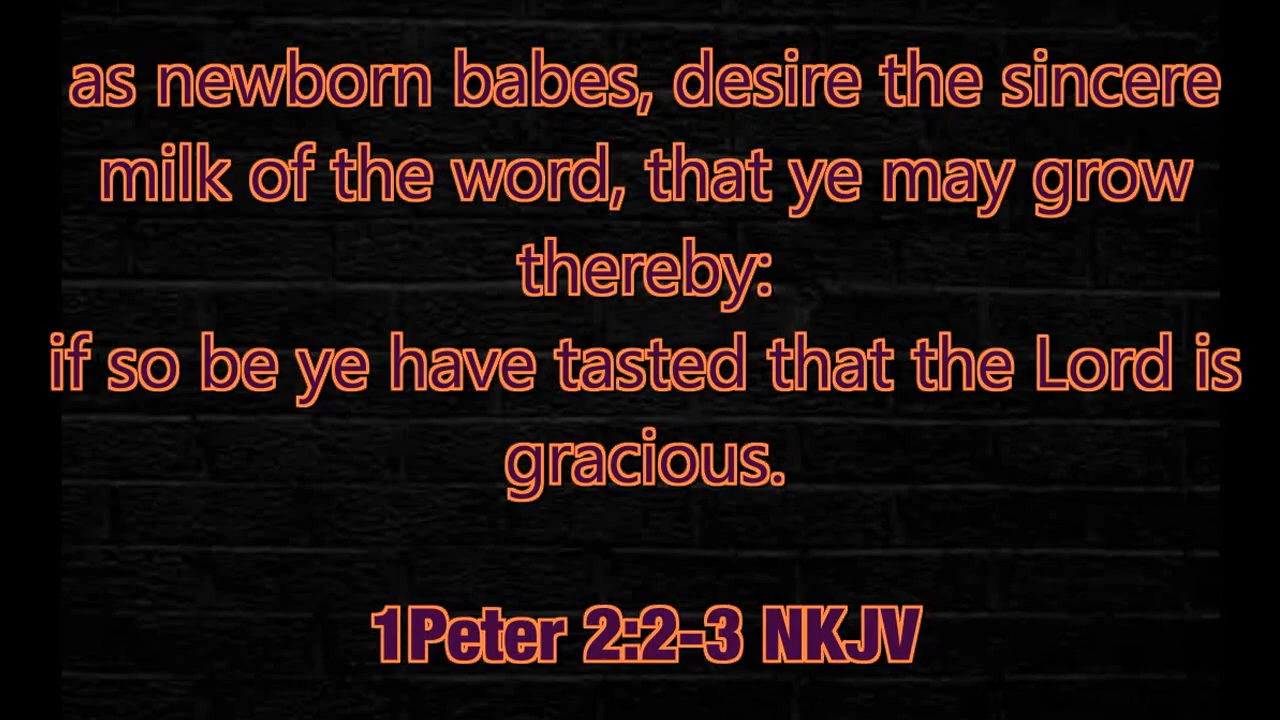 as newborn babes, desire the sincere
milk of the word, that ye may grow
thereby:
if so be ye have tasted that the Lord is
gracious.
1Peter 2:2-3 NKJV